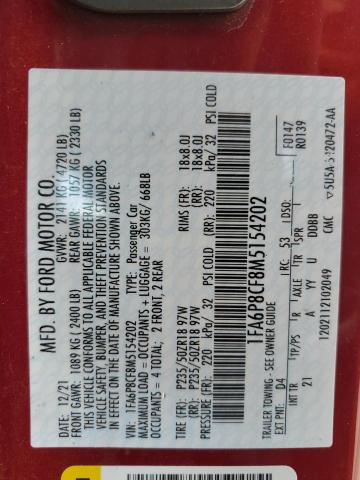 MFD. BY FORD MOTOR CO.
12/21 GVWR: 2141 KG ( 4720 LB)
FRONT GAWR: 1089 KG ( 2400 LB) REAR GAWR: 1057 KG ( 2330 LB)
THIS VEHICLE CONFORMS TO ALL APPLICABLE FEDERAL MOTOR
VEHICLE SAFETY, BUMPER, AND THEFT PREVENTION STANDARDS
IN EFFECT ON THE DATE OF MANUFACTURE SHOWN ABOVE.
VIN: 1FA6P8CF8M5154202 TYPE: Passenger Car
MAXIMUM LOAD = OCCUPANTS + LUGGAGE = 303KG/ 668LB
OCCUPANTS = 4 TOTAL: 2 FRONT, 2 REAR
TIRE (FR): P235/50ZR18 97W RIMS (FR): 18x8.0J
TIRE (RR): P235/50ZR18 97W (RR): 18x8.0J
PRESSURE (FR): 220 kPa/ 32 PSI COLD (RR): 220 kPa/ 32 PSI COLD
1FA6P8CF8M5154202
F0147
R0139
TRAILER TOWING - SEE OWNER GUIDE
EXT PNT: D4 RC: 53 DSO:
INT TR TP/PS R AXLE TR SPR
21 A YY U DDBB
1202112102049 CMC